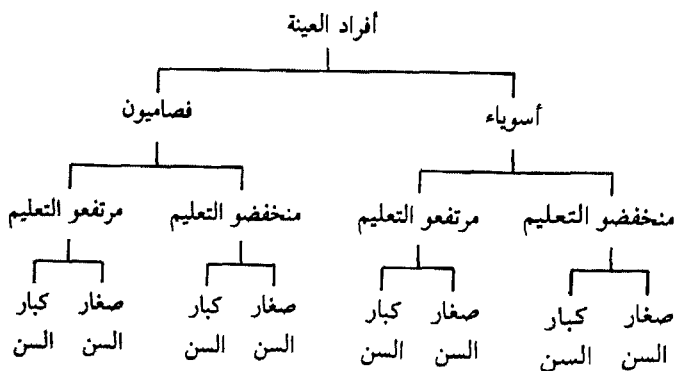 أفراد العينة
أسوياء فصاميون
منخفضو التعليم مرتفعو التعليم منخفضو التعليم مرتفعو التعليم
صغار كبار صغار كبار صغار كبار صغار كبار
السن السن السن السن السن السن السن السن